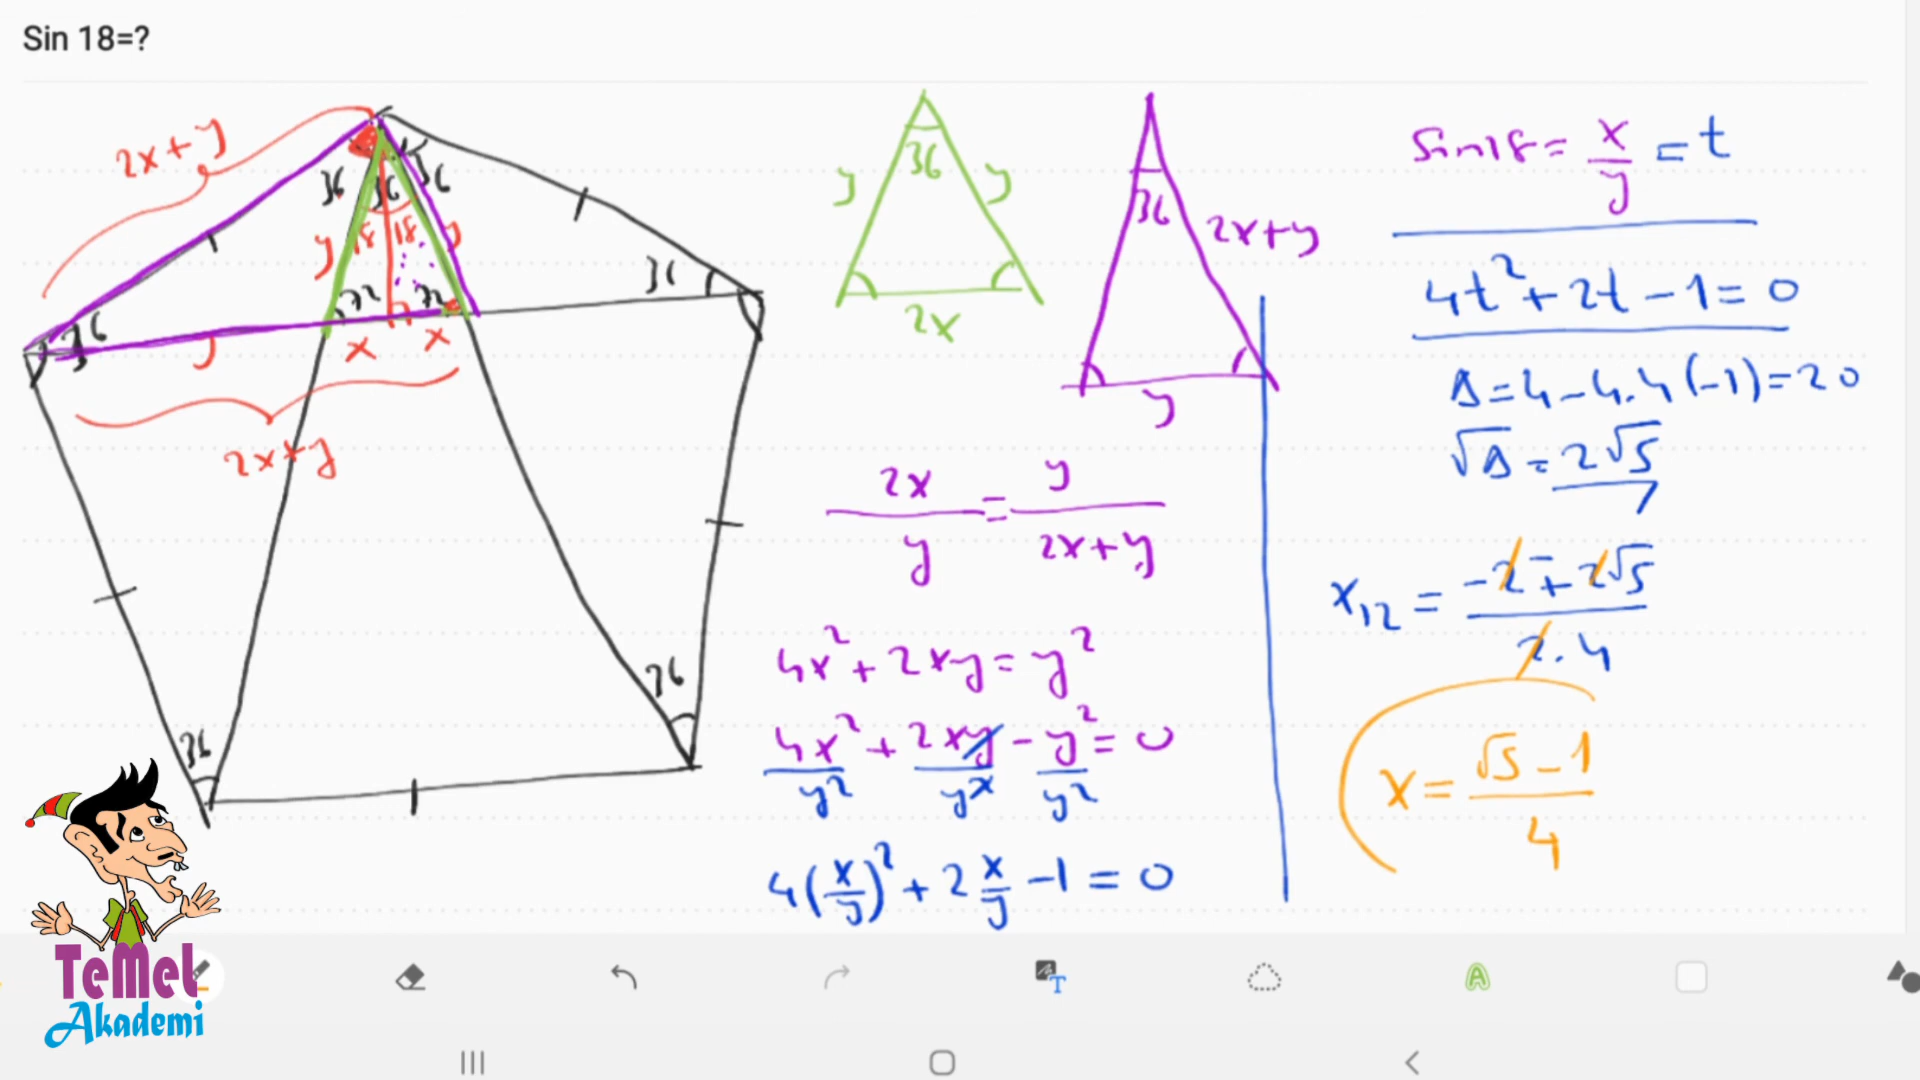 Sin 18=?
2x+y
36
36
36
18
18
y
y
72
72
36
36
y
x
x
2x+y
36
36
36
y
y
2x
36
2x+y
y
2x/y = y/2x+y
4x²+2xy=y²
4x²/y² + 2xy/y² - y²/y² = 0
4(x/y)² + 2 x/y - 1 = 0
Sin18 = x/y = t
4t²+2t-1=0
Δ=4-4.4(-1)=20
√Δ = 2√5
x₁₂ = -2∓2√5/2.4
x = √5-1/4
TeMeL
Akademi
T
A